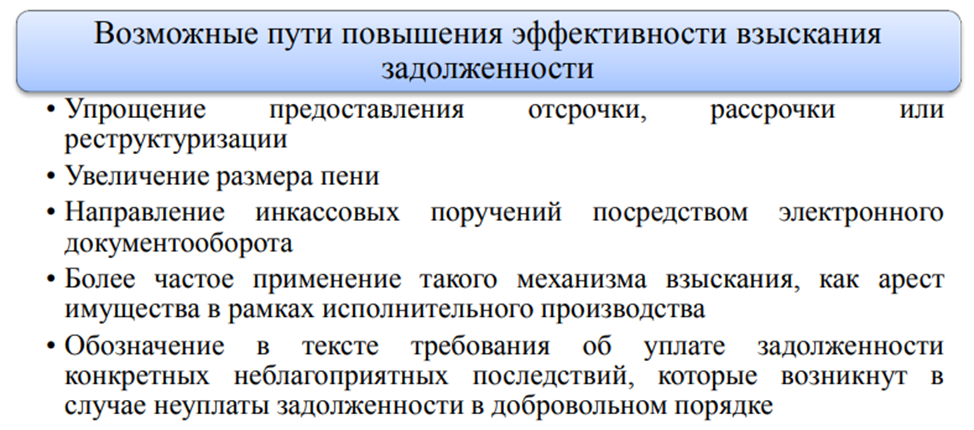 Возможные пути повышения эффективности взыскания
задолженности
• Упрощение предоставления отсрочки, рассрочки или
реструктуризации
• Увеличение размера пени
• Направление инкассовых поручений посредством электронного
документооборота
• Более частое применение такого механизма взыскания, как арест
имущества в рамках исполнительного производства
• Обозначение в тексте требования об уплате задолженности
конкретных неблагоприятных последствий, которые возникнут в
случае неуплаты задолженности в добровольном порядке